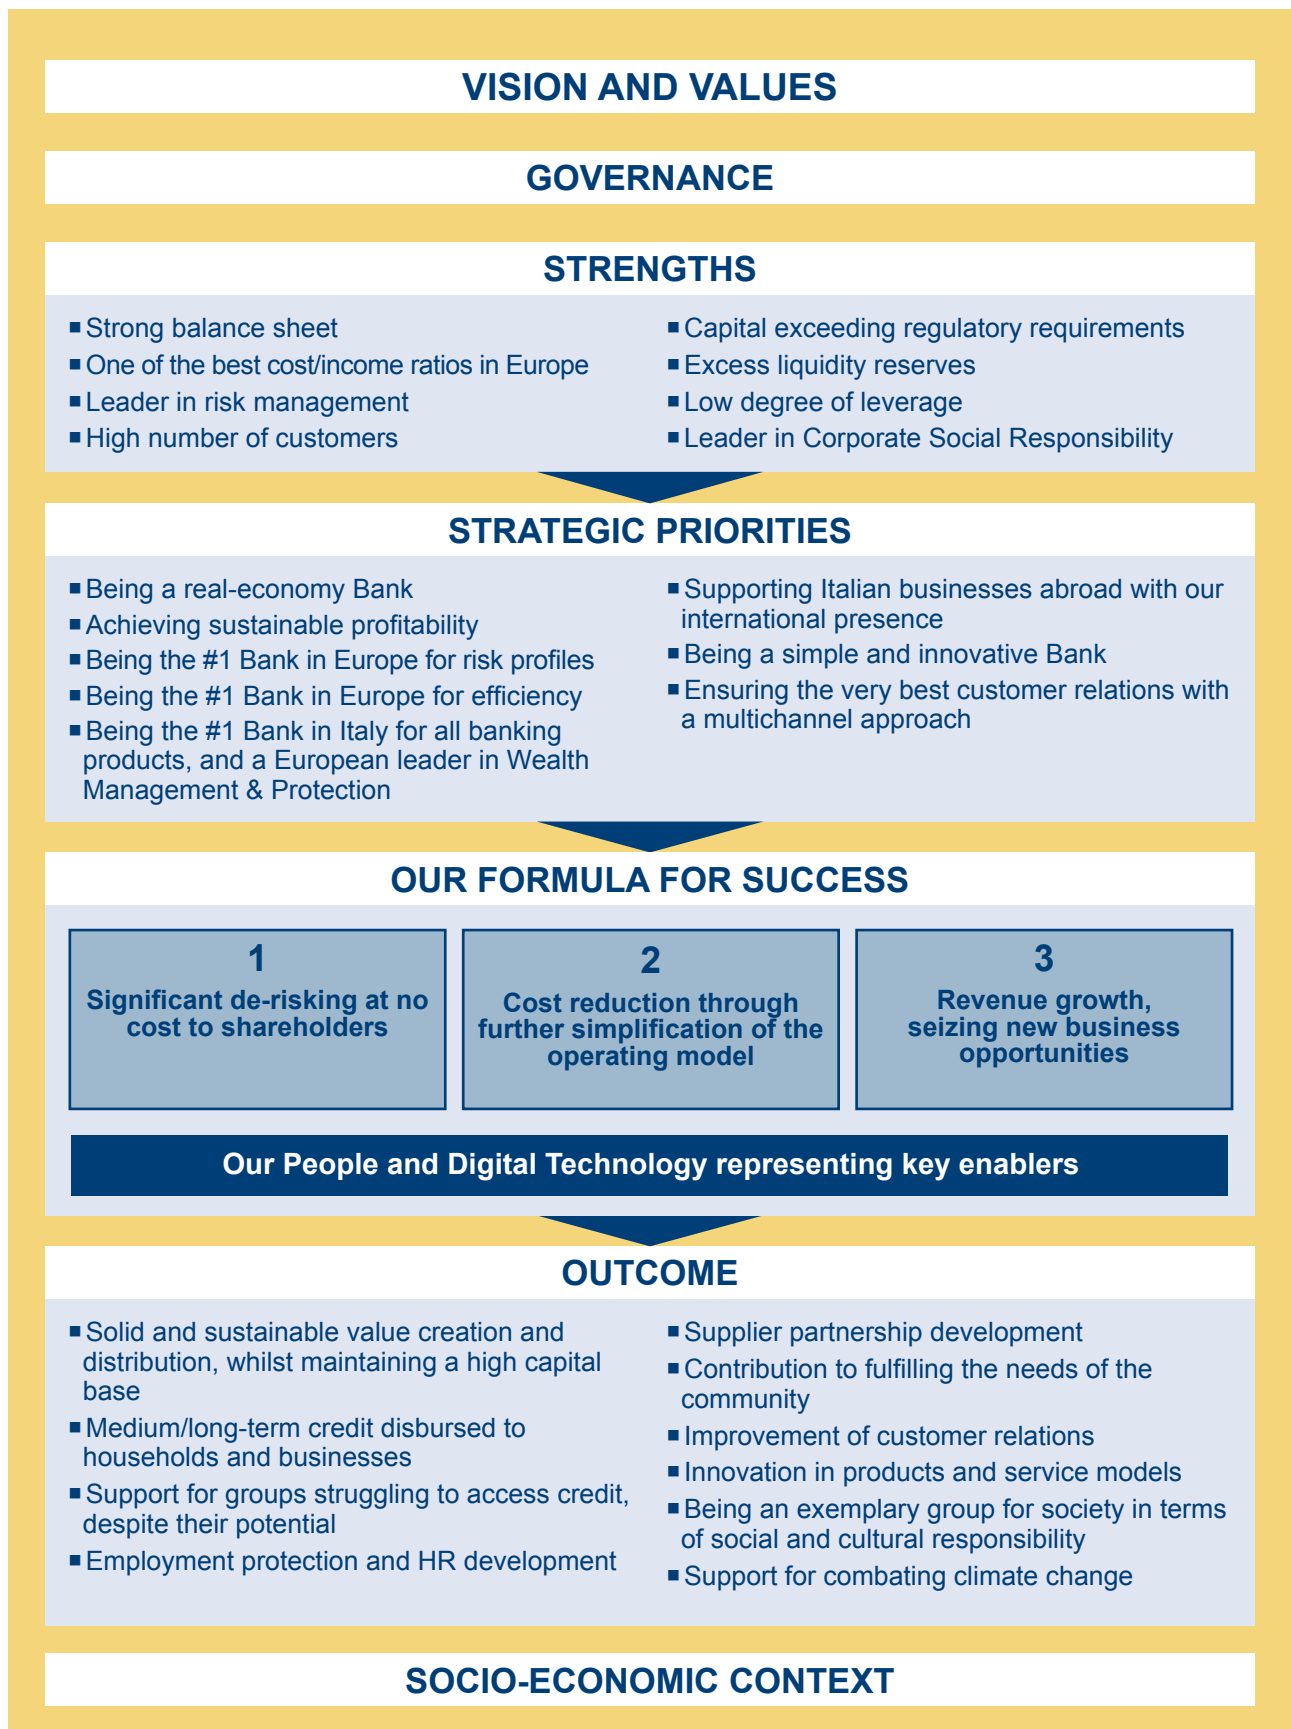 VISION AND VALUES
GOVERNANCE
STRENGTHS
▪ Strong balance sheet
▪ One of the best cost/income ratios in Europe
▪ Leader in risk management
▪ High number of customers
▪ Capital exceeding regulatory requirements
▪ Excess liquidity reserves
▪ Low degree of leverage
▪ Leader in Corporate Social Responsibility
STRATEGIC PRIORITIES
▪ Being a real-economy Bank
▪ Achieving sustainable profitability
▪ Being the #1 Bank in Europe for risk profiles
▪ Being the #1 Bank in Europe for efficiency
▪ Being the #1 Bank in Italy for all banking
products, and a European leader in Wealth
Management & Protection
▪ Supporting Italian businesses abroad with our
international presence
▪ Being a simple and innovative Bank
▪ Ensuring the very best customer relations with
a multichannel approach
OUR FORMULA FOR SUCCESS
1
Significant de-risking at no
cost to shareholders
2
Cost reduction through
further simplification of the
operating model
3
Revenue growth,
seizing new business
opportunities
Our People and Digital Technology representing key enablers
OUTCOME
▪ Solid and sustainable value creation and
distribution, whilst maintaining a high capital
base
▪ Medium/long-term credit disbursed to
households and businesses
▪ Support for groups struggling to access credit,
despite their potential
▪ Employment protection and HR development
▪ Supplier partnership development
▪ Contribution to fulfilling the needs of the
community
▪ Improvement of customer relations
▪ Innovation in products and service models
▪ Being an exemplary group for society in terms
of social and cultural responsibility
▪ Support for combating climate change
SOCIO-ECONOMIC CONTEXT